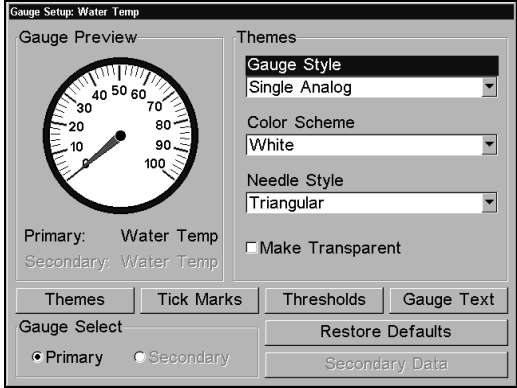 Gauge Setup: Water Temp
Gauge Preview
0
10
20
30
40
50
60
70
80
90
100
Primary: Water Temp
Secondary: Water Temp
Themes
Gauge Style
Single Analog
Color Scheme
White
Needle Style
Triangular
Make Transparent
Themes
Tick Marks
Thresholds
Gauge Text
Gauge Select
Primary
Secondary
Restore Defaults
Secondary Data